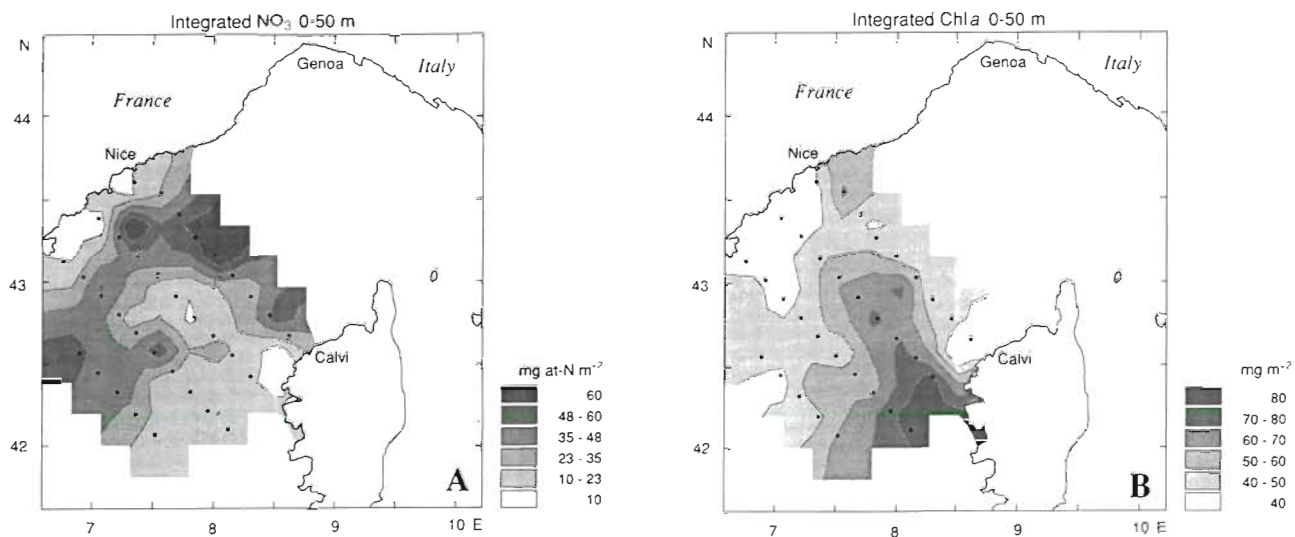 Integrated NO₃ 0-50 m
N
Genoa
Italy
France
44
Nice
43
Calvi
42
A
7
8
9
10 E
mg at-N m⁻²
60
48 - 60
35 - 48
23 - 35
10 - 23
10
Integrated Chl a 0-50 m
N
Genoa
Italy
France
44
Nice
43
Calvi
42
B
7
8
9
10 E
mg m⁻²
80
70 - 80
60 - 70
50 - 60
40 - 50
40